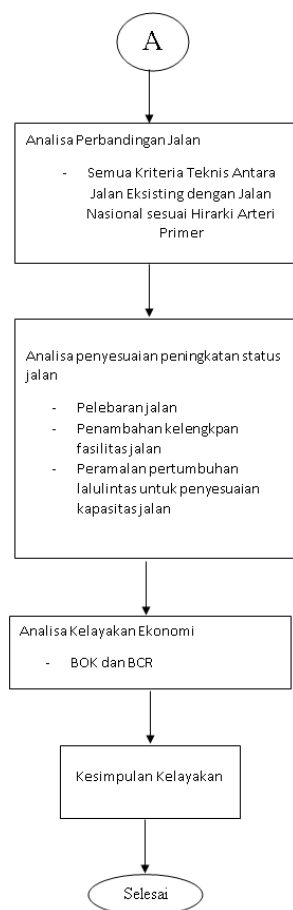 A
Analisa Perbandingan Jalan
- Semua Kriteria Teknis Antara
Jalan Eksisting dengan Jalan
Nasional sesuai Hirarki Arteri
Primer
Analisa penyesuaian peningkatan status
jalan
- Pelebaran jalan
- Penambahan kelengkpan
fasilitas jalan
- Peramalan pertumbuhan
lalulintas untuk penyesuaian
kapasitas jalan
Analisa Kelayakan Ekonomi
- BOK dan BCR
Kesimpulan Kelayakan
Selesai